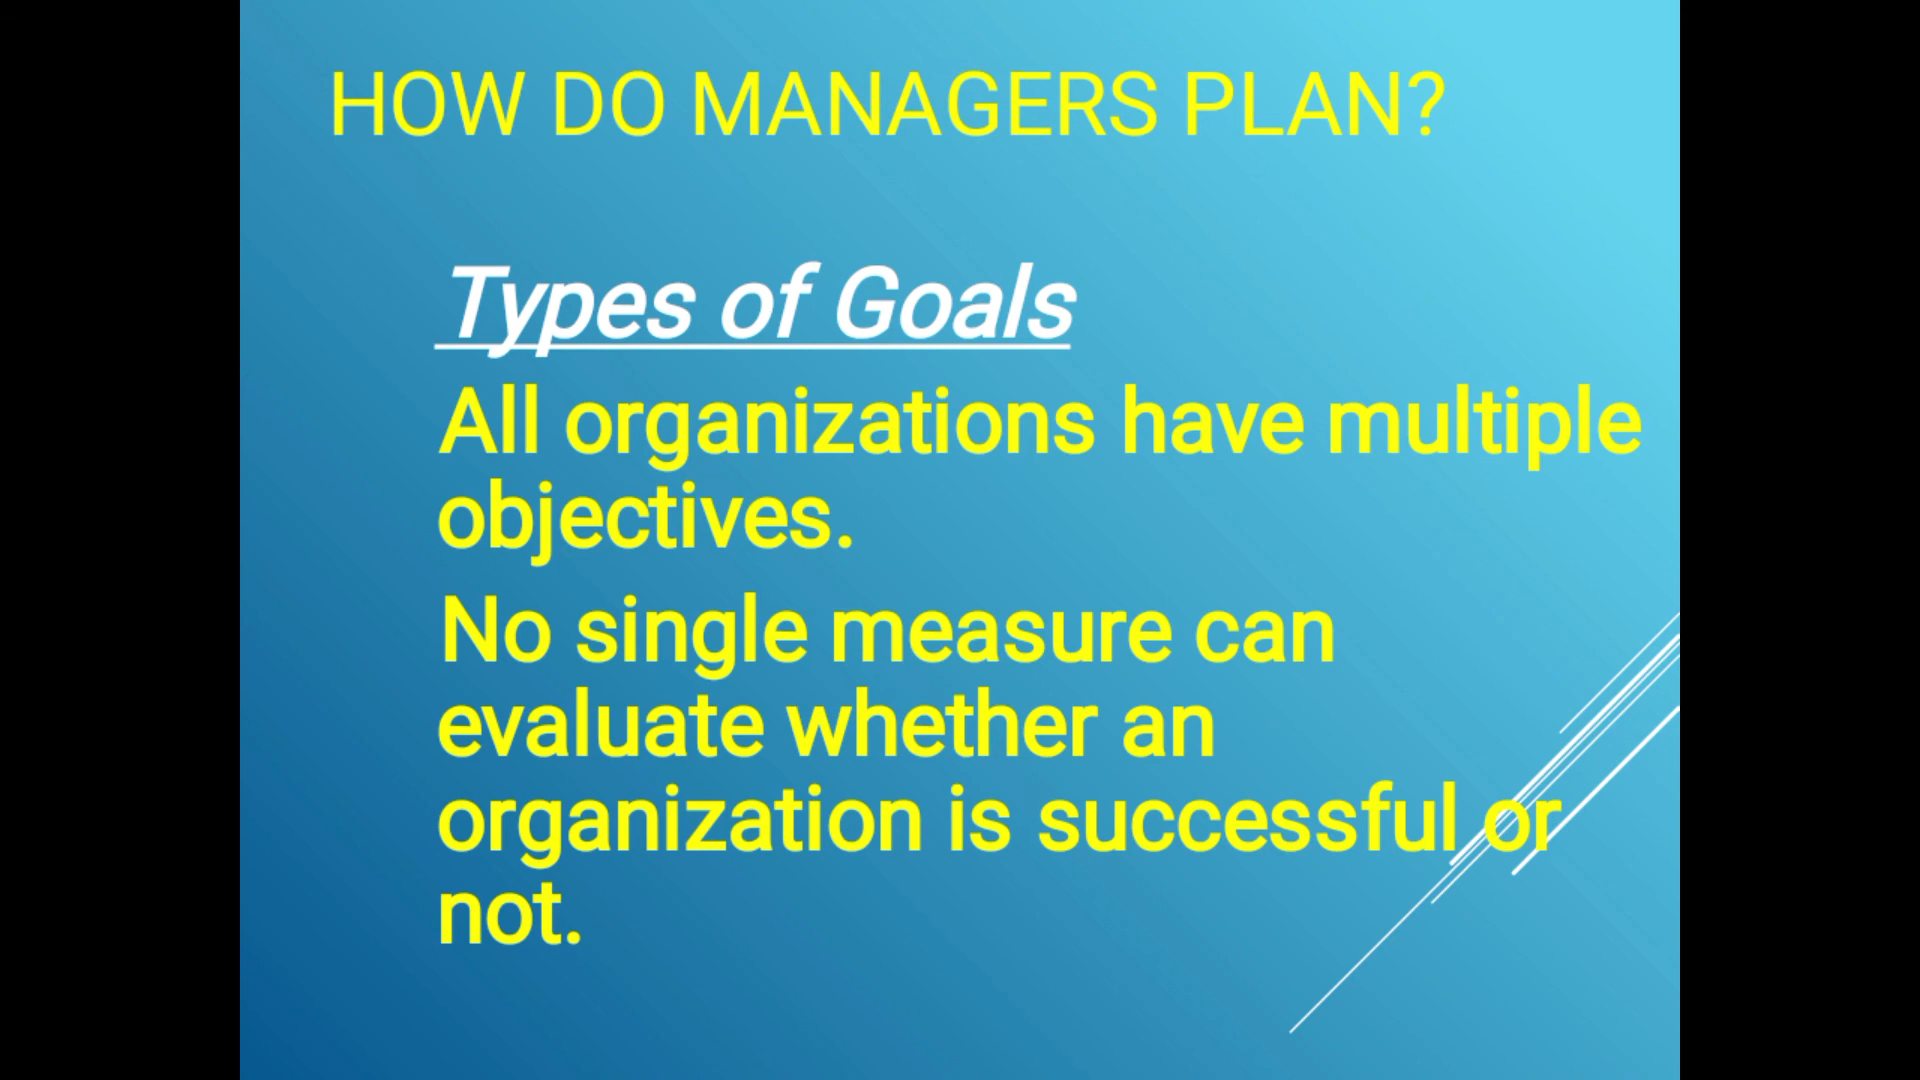 HOW DO MANAGERS PLAN?
Types of Goals
All organizations have multiple
objectives.
No single measure can
evaluate whether an
organization is successful or
not.